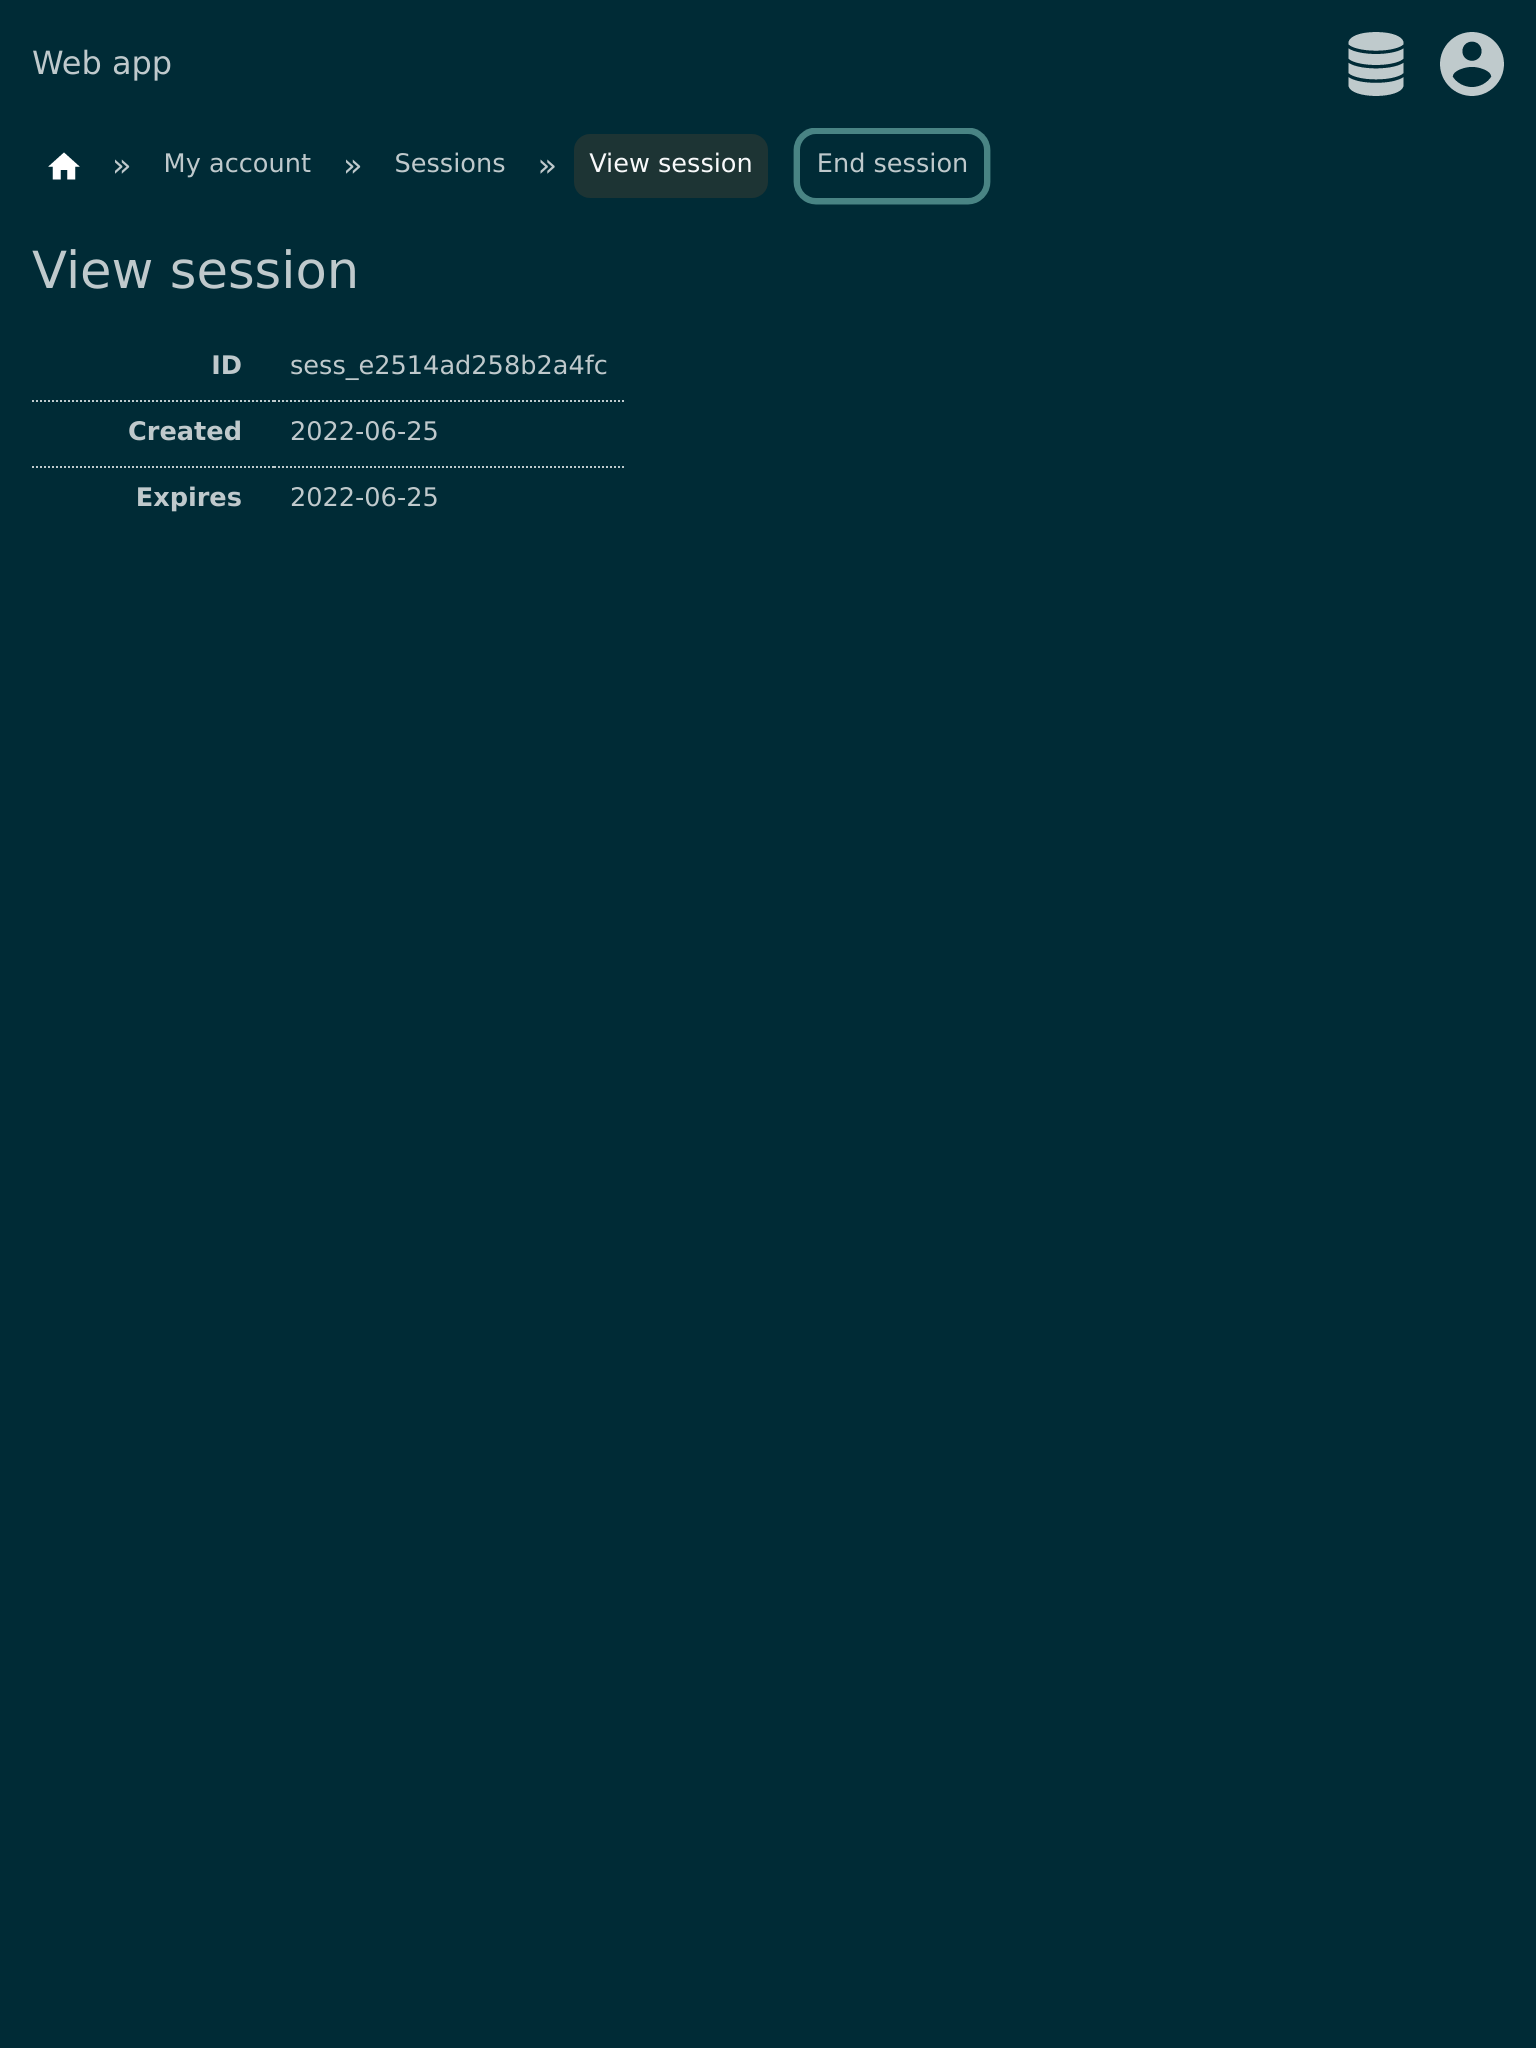 Web app
» My account » Sessions » View session End session
View session
ID sess_e2514ad258b2a4fc
Created 2022-06-25
Expires 2022-06-25